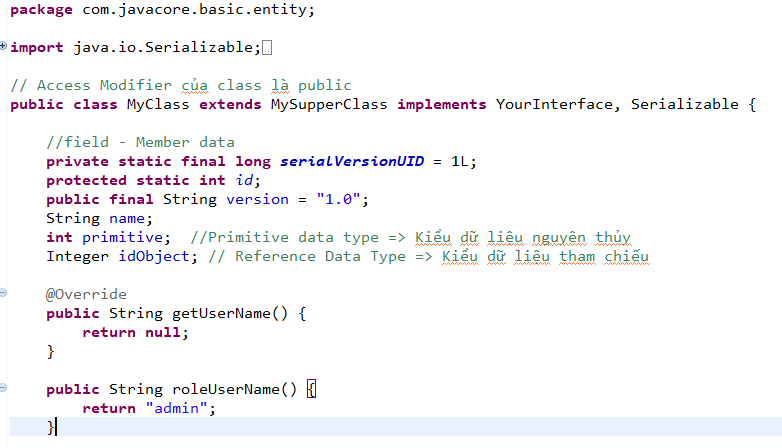 package com.javacore.basic.entity;
import java.io.Serializable;
// Access Modifier của class là public
public class MyClass extends MySupperClass implements YourInterface, Serializable {
//field - Member data
private static final long serialVersionUID = 1L;
protected static int id;
public final String version = "1.0";
String name;
int primitive;  //Primitive data type => Kiểu dữ liệu nguyên thủy
Integer idObject; // Reference Data Type => Kiểu dữ liệu tham chiếu
@Override
public String getUserName() {
return null;
}
public String roleUserName() {
return "admin";
}